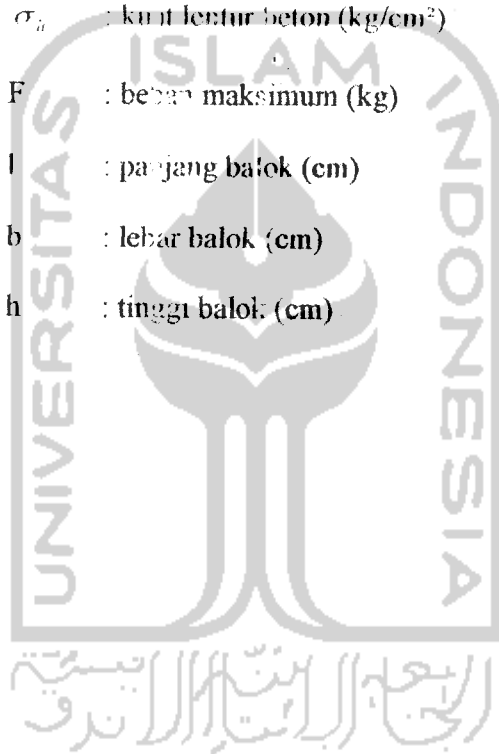 σ : kuat lentur beton (kg/cm²)
F : beban maksimum (kg)
l : panjang balok (cm)
b : lebar balok (cm)
h : tinggi balok (cm)
UNIVERSITAS
ISLAM
INDONESIA